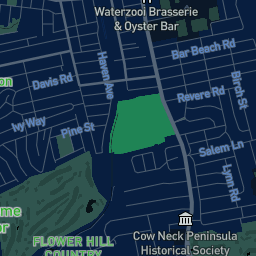 Waterzooi Brasserie
& Oyster Bar
Bar Beach Rd
Haven Ave
Davis Rd
Revere Rd
Birch St
Ivy Way
Pine St
Salem Ln
Lynn Rd
FLOWER HILL
COUNTRY
Cow Neck Peninsula
Historical Society